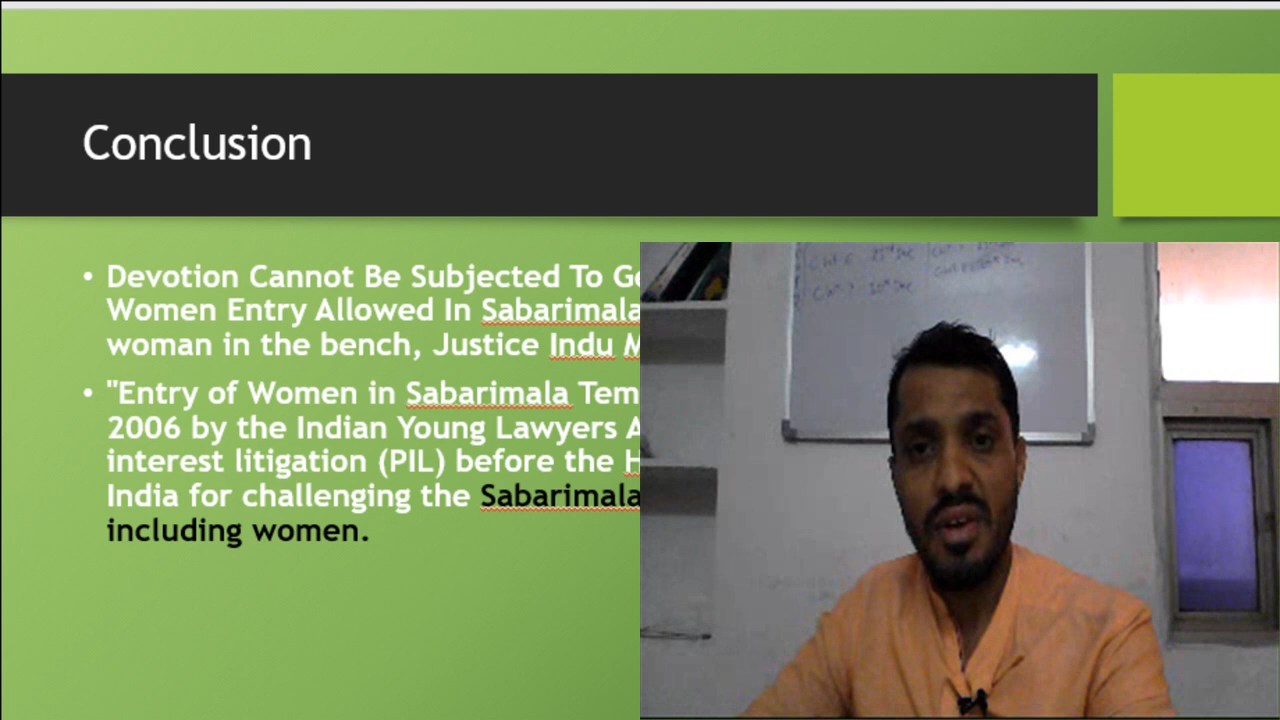 Conclusion
• Devotion Cannot Be Subjected To
Women Entry Allowed In Sabarimala
woman in the bench, Justice Indu
• "Entry of Women in Sabarimala
2006 by the Indian Young Lawyers
interest litigation (PIL) before the
India for challenging the Sabarimala
including women.